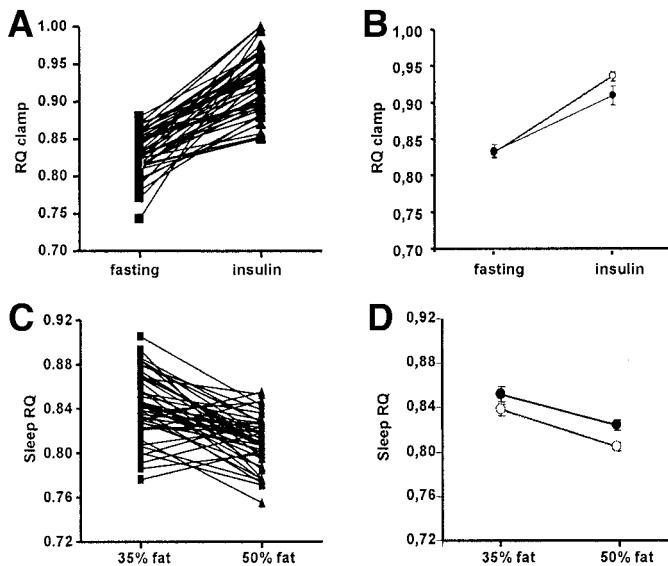 A
RQ clamp
1.00
0.95
0.90
0.85
0.80
0.75
0.70
fasting
insulin
B
RQ clamp
1,00
0,95
0,90
0,85
0,80
0,75
0,70
fasting
insulin
C
Sleep RQ
0.92
0.88
0.84
0.80
0.76
0.72
35% fat
50% fat
D
Sleep RQ
0,92
0,88
0,84
0,80
0,76
0,72
35% fat
50% fat